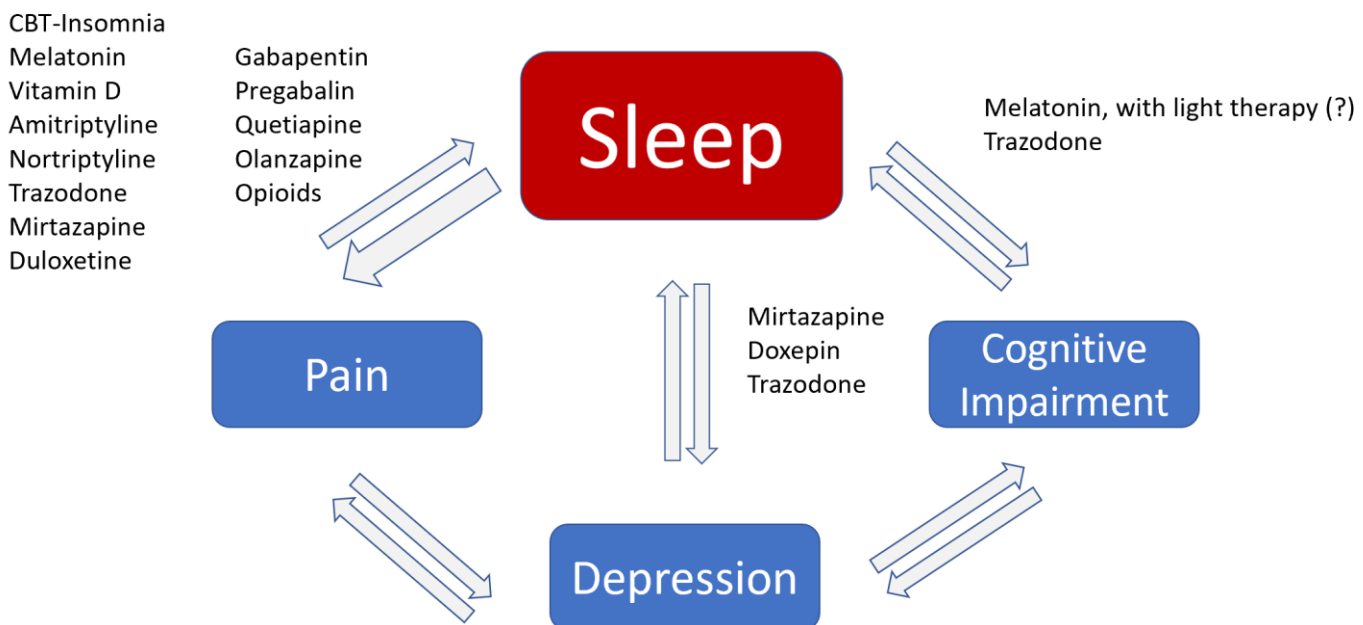 CBT-Insomnia
Melatonin
Vitamin D
Amitriptyline
Nortriptyline
Trazodone
Mirtazapine
Duloxetine
Gabapentin
Pregabalin
Quetiapine
Olanzapine
Opioids
Sleep
Melatonin, with light therapy (?)
Trazodone
Pain
Mirtazapine
Doxepin
Trazodone
Cognitive
Impairment
Depression